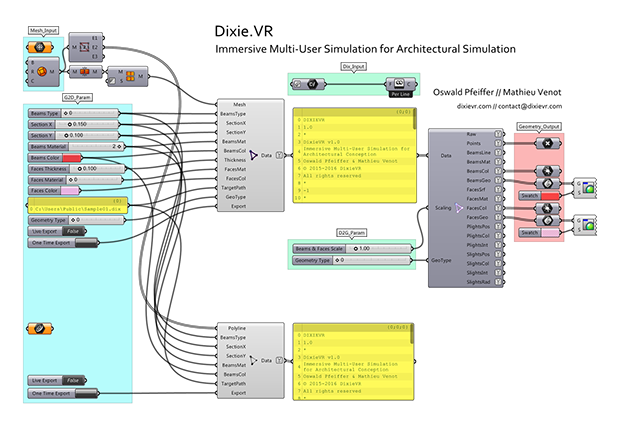 Dixie.VR
Immersive Multi-User Simulation for Architectural Simulation
Oswald Pfeiffer // Mathieu Venot
dixievr.com // contact@dixievr.com
Mesh_Input
M
E1
E2
E3
B
R
C
M
M
M
M
S
G2D_Param
Beams Type 0
Section X 0.150
Section Y 0.100
Beams Material 2
Beams Color
Faces Thickness 0.100
Faces Material 0
Faces Color
{0}
0 C:\Users\Public\Sample01.dix
Geometry Type 0
Live Export False
One Time Export
Live Export False
One Time Export
Mesh
BeamsType
SectionX
SectionY
BeamsMat
BeamsCol
Thickness
FacesMat
FacesCol
TargetPath
GeoType
Export
Data
Dix_Input
Per Line
{0;0}
0 DIXIEVR
1 1.0
2 *
3 DixieVR v1.0
4 Immersive Multi-User Simulation for
Architectural Conception
5 Oswald Pfeiffer & Mathieu Venot
6 © 2015-2016 DixieVR
7 All rights reserved
8 *
9 -1
D2G_Param
Beams & Faces Scale 1.00
Geometry Type 0
Data
Scaling
GeoType
Raw
Points
BeamsLine
BeamsMat
BeamsCol
BeamsGeo
FacesSrf
FacesMat
FacesCol
FacesGeo
PlightsPos
PlightsCol
PlightsInt
SlightsPos
SlightsCol
SlightsInt
SlightsRad
Geometry_Output
Swatch
Swatch
G
S
G
S
Polyline
BeamsType
SectionX
SectionY
BeamsMat
BeamsCol
TargetPath
Export
Data
{0;0;0}
0 DIXIEVR
1 1.0
2 *
3 DixieVR v1.0
4 Immersive Multi-User Simulation for
Architectural Conception
5 Oswald Pfeiffer & Mathieu Venot
6 © 2015-2016 DixieVR
7 All rights reserved
8 *